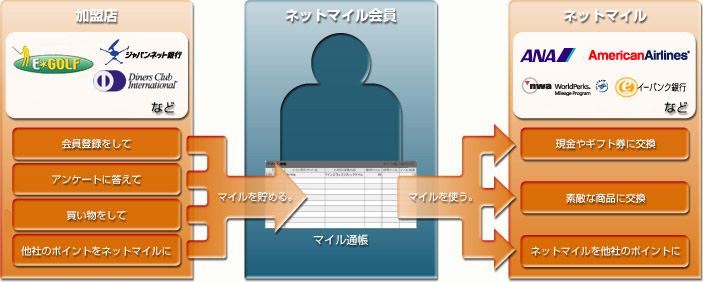 加盟店
E★GOLF
ジャパンネット銀行
Diners Club
International®
など
会員登録をして
アンケートに答えて
買い物をして
他社のポイントをネットマイルに
マイルを貯める。
ネットマイル会員
マイル通帳
マイルを使う。
ネットマイル
ANA
AmericanAirlines®
nwa WorldPerks.
Mileage Program
イーバンク銀行
など
現金やギフト券に交換
素敵な商品に交換
ネットマイルを他社のポイントに